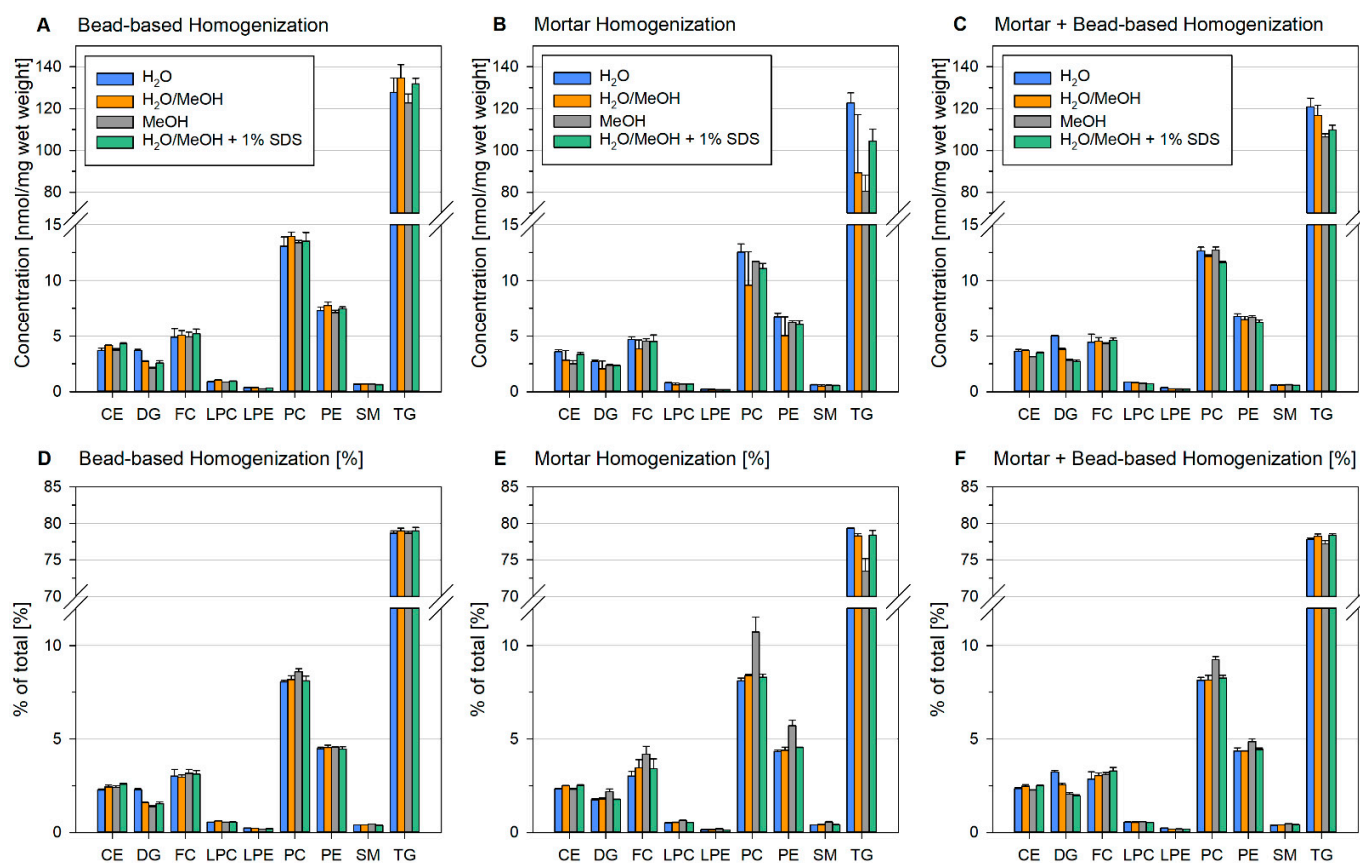 A Bead-based Homogenization
B Mortar Homogenization
C Mortar + Bead-based Homogenization
Concentration [nmol/mg wet weight]
140
120
100
80
15
10
5
0
H₂O
H₂O/MeOH
MeOH
H₂O/MeOH + 1% SDS
CE DG FC LPC LPE PC PE SM TG
Concentration [nmol/mg wet weight]
140
120
100
80
15
10
5
0
H₂O
H₂O/MeOH
MeOH
H₂O/MeOH + 1% SDS
CE DG FC LPC LPE PC PE SM TG
Concentration [nmol/mg wet weight]
140
120
100
80
15
10
5
0
H₂O
H₂O/MeOH
MeOH
H₂O/MeOH + 1% SDS
CE DG FC LPC LPE PC PE SM TG
D Bead-based Homogenization [%]
E Mortar Homogenization [%]
F Mortar + Bead-based Homogenization [%]
% of total [%]
85
80
75
70
10
5
0
CE DG FC LPC LPE PC PE SM TG
% of total [%]
85
80
75
70
10
5
0
CE DG FC LPC LPE PC PE SM TG
% of total [%]
85
80
75
70
10
5
0
CE DG FC LPC LPE PC PE SM TG